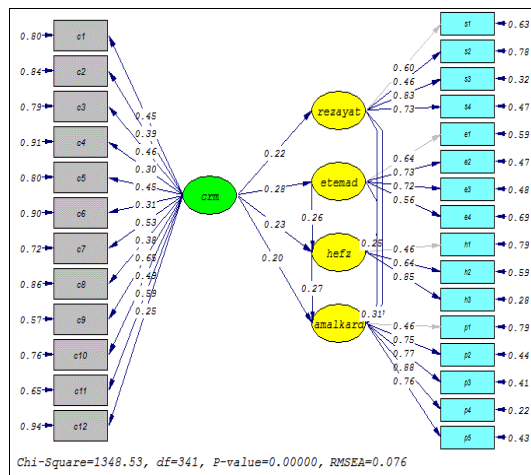 0.80 c1
0.84 c2
0.79 c3
0.91 c4
0.80 c5
0.90 c6
0.72 c7
0.86 c8
0.57 c9
0.76 c10
0.65 c11
0.94 c12
0.45
0.39
0.46
0.30
0.45
0.31
0.53
0.38
0.65
0.49
0.59
0.25
crm
0.22
0.28
0.23
0.20
rezayat
etemad
hefz
amalkard
0.26
0.27
0.25
0.31
0.60
0.46
0.83
0.73
0.64
0.73
0.72
0.56
0.46
0.64
0.85
0.46
0.75
0.77
0.88
0.76
s1 0.63
s2 0.78
s3 0.32
s4 0.47
e1 0.59
e2 0.47
e3 0.48
e4 0.69
h1 0.79
h2 0.59
h3 0.28
p1 0.79
p2 0.44
p3 0.41
p4 0.22
p5 0.43
Chi-Square=1348.53, df=341, P-value=0.00000, RMSEA=0.076